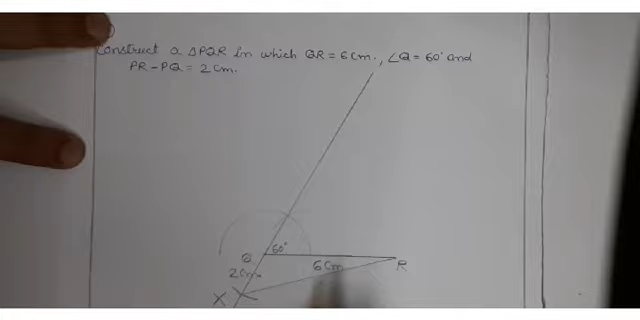 Construct a ΔPQR in which QR = 6cm., ∠Q = 60° and
PR - PQ = 2cm.
60°
Q
6cm
R
2cm
X